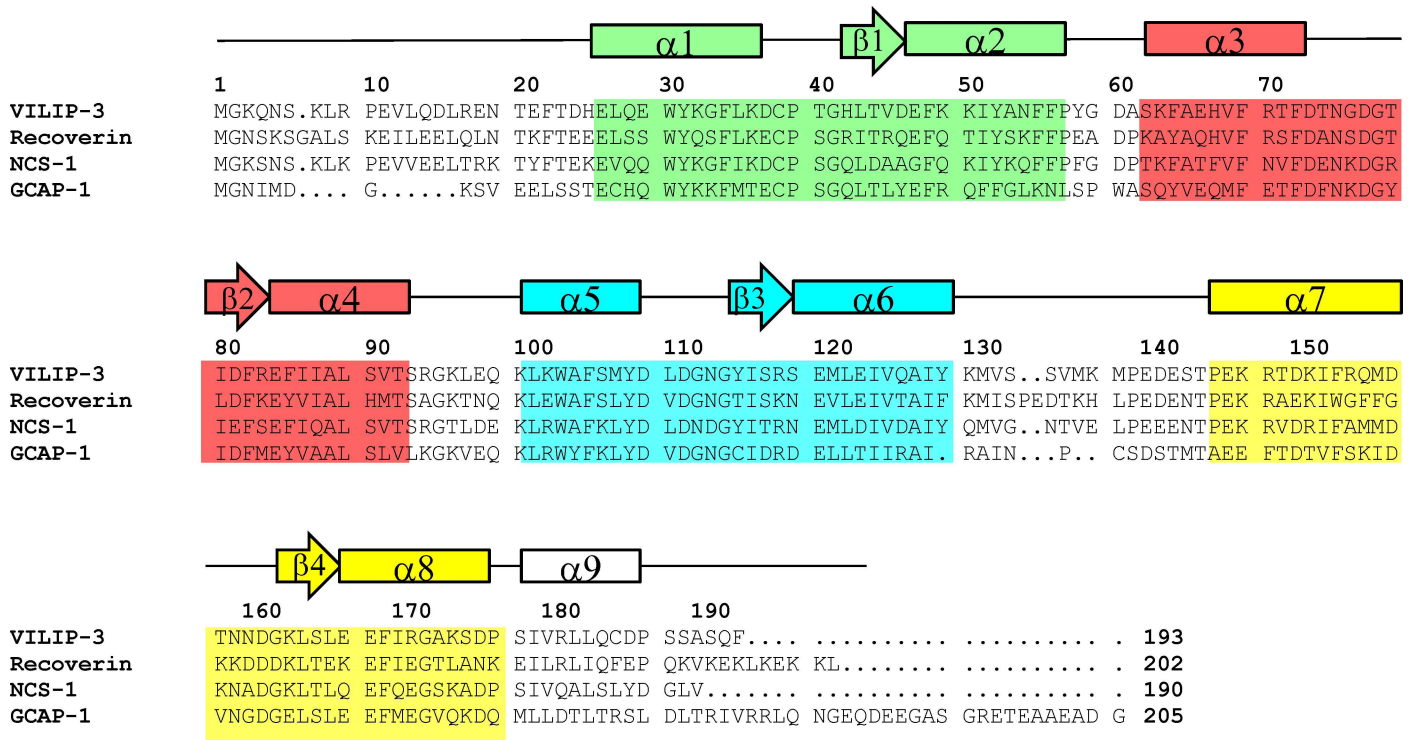 α1 β1 α2 α3
1 10 20 30 40 50 60 70
VILIP-3 MGKQNS.KLR PEVLQDLREN TEFTDHELQE WYKGFLKDCP TGHLTVDEFK KIYANFFPYG DASKFAEHVF RTFDTNGDGT
Recoverin MGNSKSGALS KEILEELQLN TKFTEEELSS WYQSFLKECP SGRITRQEFQ TIYSKFFPEA DPKAYAQHVF RSFDANSDGT
NCS-1 MGKSNS.KLK PEVVEELTRK TYFTEKEVQQ WYKGFIKDCP SGQLDAAGFQ KIYKQFFPFG DPTKFATFVF NVFDENKDGR
GCAP-1 MGNIMD.... G......KSV EELSSTECHQ WYKKFMTECP SGQLTLYEFR QFFGLKNLSP WASQYVEQMF ETFDFNKDGY
β2 α4 α5 β3 α6 α7
80 90 100 110 120 130 140 150
VILIP-3 IDFREFIIAL SVTSRGKLEQ KLKWAFSMYD LDGNGYISRS EMLEIVQAIY KMVS..SVMK MPEDESTPEK RTDKIFRQMD
Recoverin LDFKEYVIAL HMTSAGKTNQ KLEWAFSLYD VDGNGTISKN EVLEIVTAIF KMISPEDTKH LPEDENTPEK RAEKIWGFFG
NCS-1 IEFSEFIQAL SVTSRGTLDE KLRWAFKLYD LDNDGYITRN EMLDIVDAIY QMVG..NTVE LPEEENTPEK RVDRIFAMMD
GCAP-1 IDFMEYVAAL SLVLKGKVEQ KLRWYFKLYD VDGNGCIDRD ELLTIIRAI. RAIN...P.. CSDSTMTAEE FTDTVFSKID
β4 α8 α9
160 170 180 190
VILIP-3 TNNDGKLSLE EFIRGAKSDP SIVRLLQCDP SSASQF.... .......... .......... . 193
Recoverin KKDDDKLTEK EFIEGTLANK EILRLIQFEP QKVKEKLKEK KL........ .......... . 202
NCS-1 KNADGKLTLQ EFQEGSKADP SIVQALSLYD GLV....... .......... .......... . 190
GCAP-1 VNGDGELSLE EFMEGVQKDQ MLLDTLTRSL DLTRIVRRLQ NGEQDEEGAS GRETEAAEAD G 205